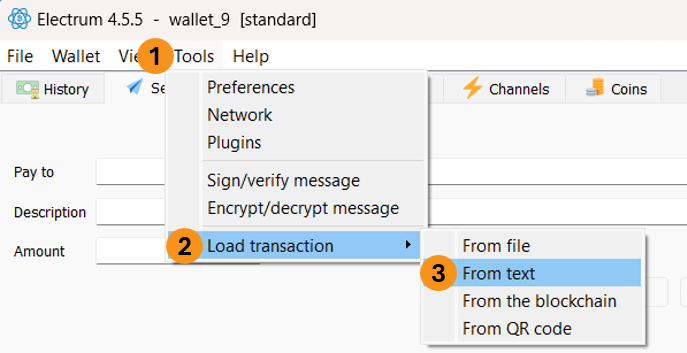 Electrum 4.5.5 - wallet_9 [standard]
File Wallet Vi 1 Tools Help
History Se Channels Coins
Preferences
Network
Plugins
Pay to
Sign/verify message
Description
Encrypt/decrypt message
Amount
2 Load transaction
From file
3 From text
From the blockchain
From QR code